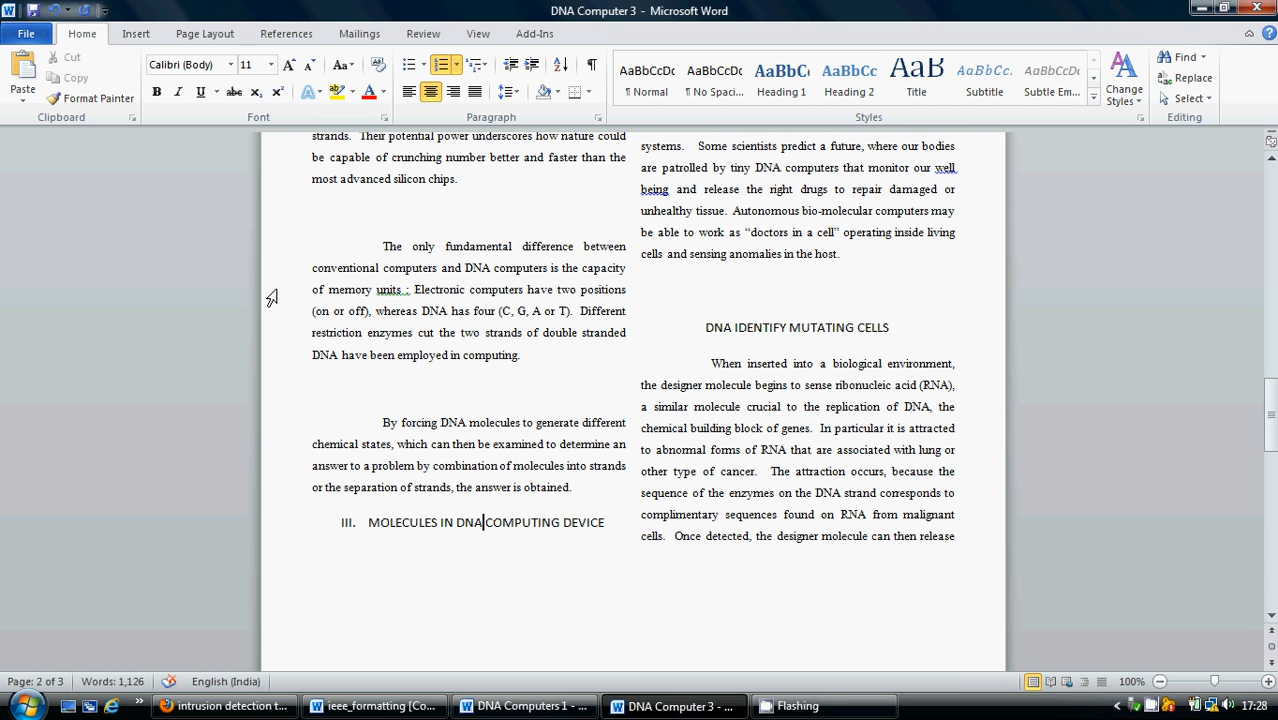 DNA Computer 3 - Microsoft Word
File Home Insert Page Layout References Mailings Review View Add-Ins
Paste
Cut
Copy
Format Painter
Clipboard
Calibri (Body) 11
Aa
B I U abc X₂ X² A ab A
Font
Paragraph
AaBbCcDc AaBbCcDc AaBbC AaBbCc AaB AaBbCc. AaBbCcDc
¶ Normal ¶ No Spaci... Heading 1 Heading 2 Title Subtitle Subtle Em...
Styles
Change Styles
Find
Replace
Select
Editing
strands. Their potential power underscores how nature could
be capable of crunching number better and faster than the
most advanced silicon chips.
The only fundamental difference between
conventional computers and DNA computers is the capacity
of memory units : Electronic computers have two positions
(on or off), whereas DNA has four (C, G, A or T). Different
restriction enzymes cut the two strands of double stranded
DNA have been employed in computing.
By forcing DNA molecules to generate different
chemical states, which can then be examined to determine an
answer to a problem by combination of molecules into strands
or the separation of strands, the answer is obtained.
III. MOLECULES IN DNA COMPUTING DEVICE
systems. Some scientists predict a future, where our bodies
are patrolled by tiny DNA computers that monitor our well
being and release the right drugs to repair damaged or
unhealthy tissue. Autonomous bio-molecular computers may
be able to work as “doctors in a cell” operating inside living
cells and sensing anomalies in the host.
DNA IDENTIFY MUTATING CELLS
When inserted into a biological environment,
the designer molecule begins to sense ribonucleic acid (RNA),
a similar molecule crucial to the replication of DNA, the
chemical building block of genes. In particular it is attracted
to abnormal forms of RNA that are associated with lung or
other type of cancer. The attraction occurs, because the
sequence of the enzymes on the DNA strand corresponds to
complimentary sequences found on RNA from malignant
cells. Once detected, the designer molecule can then release
Page: 2 of 3 Words: 1,126 English (India) 100%
intrusion detection t... ieee_formatting [Co... DNA Computers 1 - ... DNA Computer 3 - ... Flashing 17:28